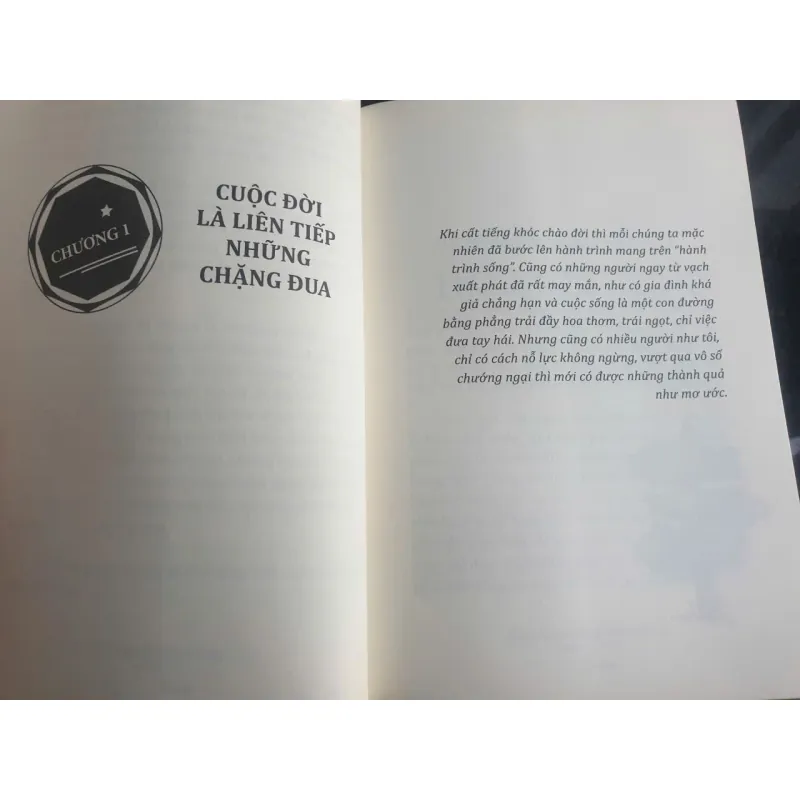 CHƯƠNG 1
CUỘC ĐỜI
LÀ LIÊN TIẾP
NHỮNG
CHẶNG ĐUA
Khi cất tiếng khóc chào đời thì mỗi chúng ta mặc
nhiên đã bước lên hành trình mang trên “hành
trình sống”. Cũng có những người ngay từ vạch
xuất phát đã rất may mắn, như có gia đình khá
giả chẳng hạn và cuộc sống là một con đường
bằng phẳng trải đầy hoa thơm, trái ngọt, chỉ việc
đưa tay hái. Nhưng cũng có nhiều người như tôi,
chỉ có cách nỗ lực không ngừng, vượt qua vô số
chướng ngại thì mới có được những thành quả
như mơ ước.